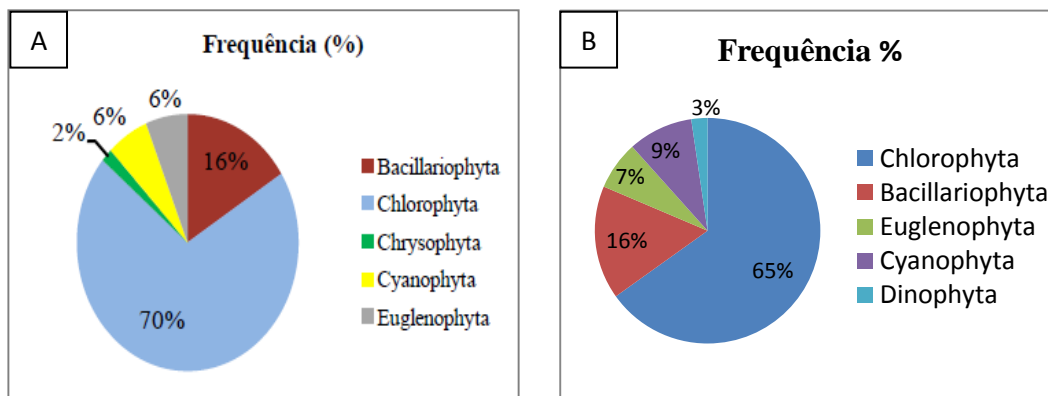 A
Frequência (%)
6%
6%
2%
16%
70%
Bacillariophyta
Chlorophyta
Chrysophyta
Cyanophyta
Euglenophyta
B
Frequência %
3%
9%
7%
16%
65%
Chlorophyta
Bacillariophyta
Euglenophyta
Cyanophyta
Dinophyta